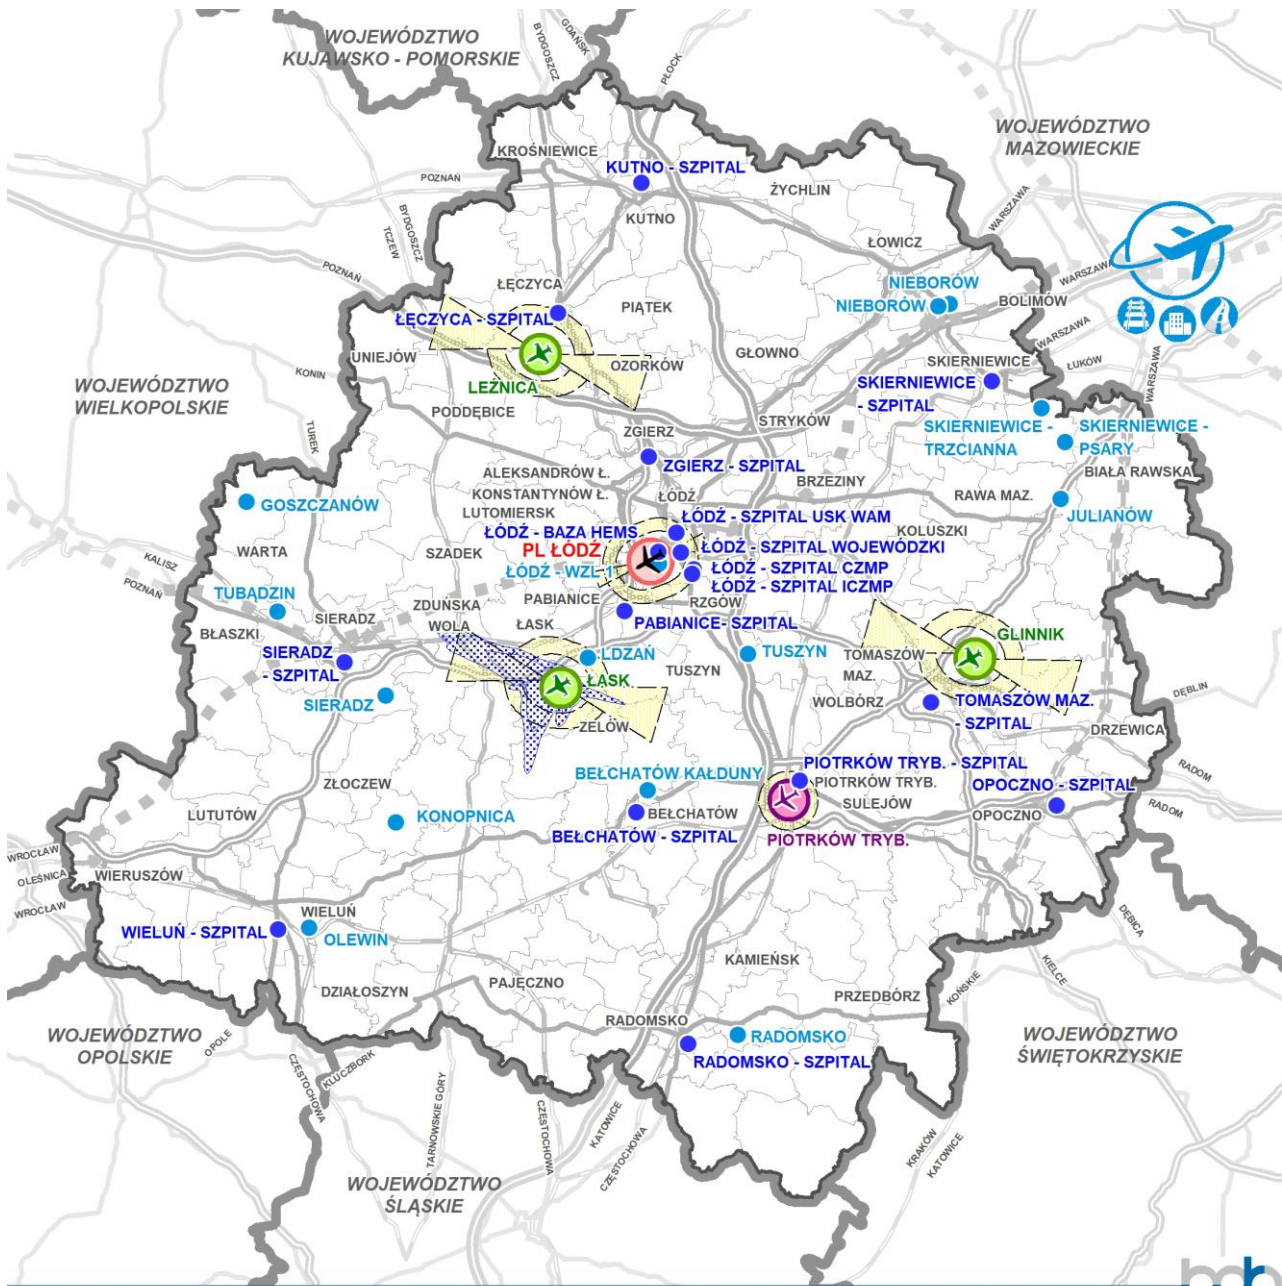 WOJEWÓDZTWO
KUJAWSKO - POMORSKIE
BYDGOSZCZ
GDAŃSK
PŁOCK
WOJEWÓDZTWO
MAZOWIECKIE
KROŚNIEWICE
KUTNO - SZPITAL
POZNAŃ
ŻYCHLIN
KUTNO
WARSZAWA
WARSZAWA
BYDGOSZCZ
TCZEW
ŁOWICZ
POZNAŃ
WARSZAWA
ŁĘCZYCA
NIEBORÓW
NIEBORÓW
BOLIMÓW
PIĄTEK
ŁĘCZYCA - SZPITAL
WARSZAWA
UNIEJÓW
GŁOWNO
OZORKÓW
SKIERNIEWICE
ŁUKÓW
WARSZAWA
KONIN
LEŹNICA
SKIERNIEWICE
- SZPITAL
WOJEWÓDZTWO
WIELKOPOLSKIE
PODDĘBICE
STRYKÓW
SKIERNIEWICE -
TRZCIANNA
SKIERNIEWICE -
PSARY
TUREK
ZGIERZ
ZGIERZ - SZPITAL
BIAŁA RAWSKA
ALEKSANDRÓW Ł.
BRZEZINY
KONSTANTYNÓW Ł.
ŁÓDŹ
RAWA MAZ.
GOSZCZANÓW
LUTOMIERSK
JULIANÓW
ŁÓDŹ - SZPITAL USK WAM
ŁÓDŹ - BAZA HEMS
KOLUSZKI
WARTA
SZADEK
PL ŁÓDŹ
ŁÓDŹ - SZPITAL WOJEWÓDZKI
KALISZ
ŁÓDŹ - WZL 1
ŁÓDŹ - SZPITAL CZMP
POZNAŃ
ŁÓDŹ - SZPITAL ICZMP
TUBĄDZIN
ZDUŃSKA
WOLA
PABIANICE
RZGÓW
SIERADZ
ŁASK
PABIANICE- SZPITAL
BŁASZKI
GLINNIK
SIERADZ
- SZPITAL
LDZAŃ
TUSZYN
TUSZYN
TOMASZÓW
MAZ.
ŁASK
DĘBLIN
SIERADZ
WOLBÓRZ
TOMASZÓW MAZ.
- SZPITAL
ZELÓW
DRZEWICA
PIOTRKÓW TRYB. - SZPITAL
RADOM
BEŁCHATÓW KAŁDUNY
PIOTRKÓW TRYB.
ZŁOCZEW
OPOCZNO - SZPITAL
SULEJÓW
RADOM
LUTUTÓW
KONOPNICA
BEŁCHATÓW
OPOCZNO
BEŁCHATÓW - SZPITAL
PIOTRKÓW TRYB.
WROCŁAW
OLEŚNICA
WIERUSZÓW
WROCŁAW
WIELUŃ
DĘBICA
WIELUŃ - SZPITAL
OLEWIN
KAMIEŃSK
KIELCE
PAJĘCZNO
KOŃSKIE
DZIAŁOSZYN
PRZEDBÓRZ
RADOMSKO
WOJEWÓDZTWO
OPOLSKIE
OPOLE
RADOMSKO
WOJEWÓDZTWO
ŚWIĘTOKRZYSKIE
RADOMSKO - SZPITAL
KLUCZBORK
CZĘSTOCHOWA
TARNOWSKIE GÓRY
CZĘSTOCHOWA
KATOWICE
CZĘSTOCHOWA
KRAKÓW
KATOWICE
WOJEWÓDZTWO
ŚLĄSKIE